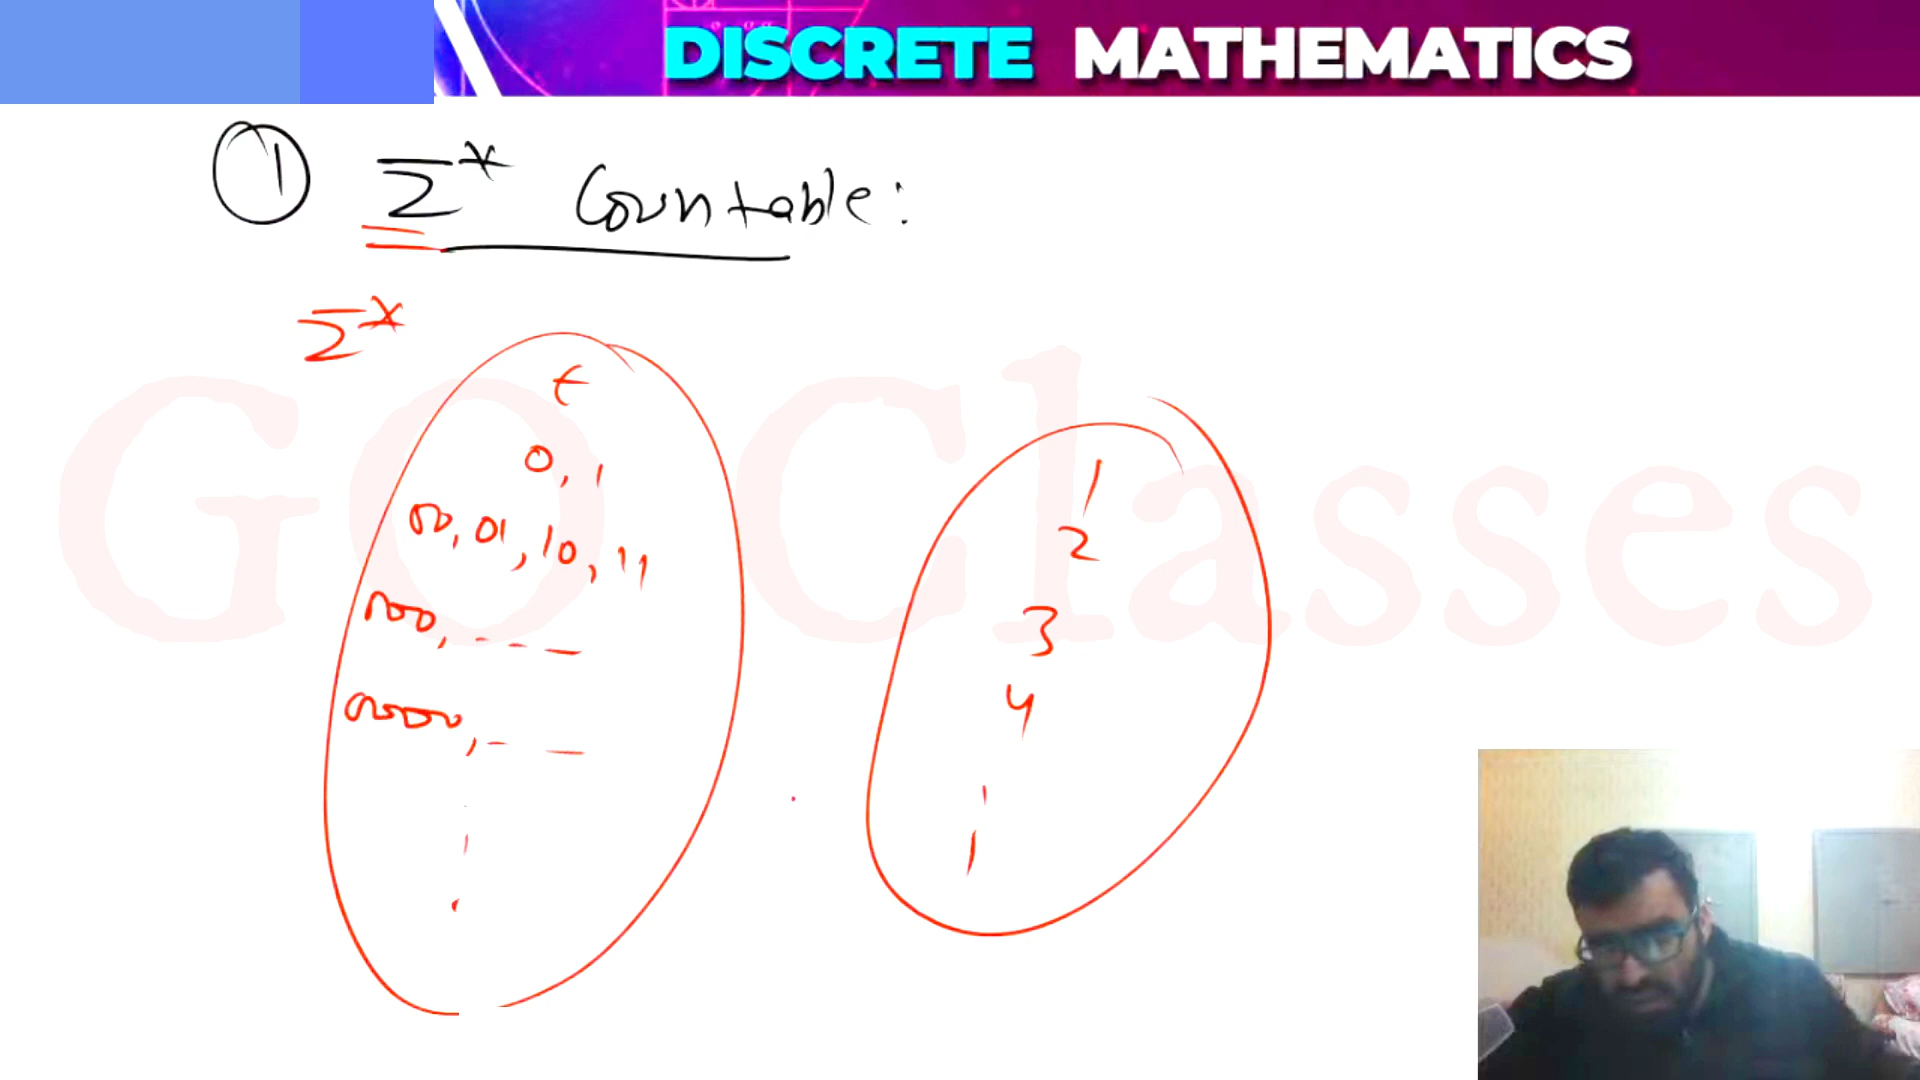 DISCRETE MATHEMATICS
① Σ* Countable:
Σ*
ϵ
0, 1
00, 01, 10, 11
000, - - -
0000, - -
1
2
3
4
GO Classes